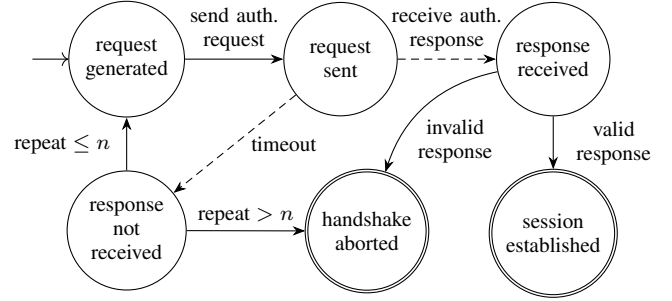 send auth.
request
receive auth.
response
request
generated
request
sent
response
received
repeat ≤ n
timeout
invalid
response
valid
response
response
not
received
repeat > n
handshake
aborted
session
established